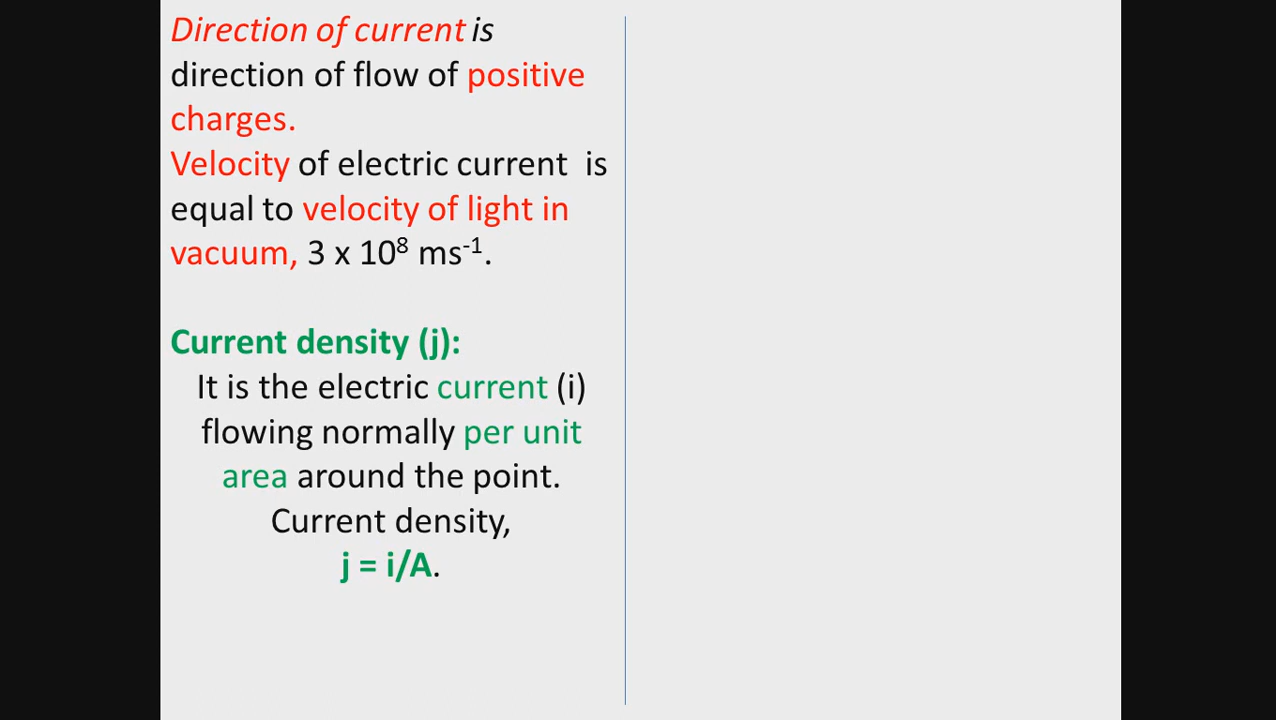 Direction of current is
direction of flow of positive
charges.
Velocity of electric current is
equal to velocity of light in
vacuum, 3 x 10⁸ ms⁻¹.
Current density (j):
It is the electric current (i)
flowing normally per unit
area around the point.
Current density,
j = i/A.